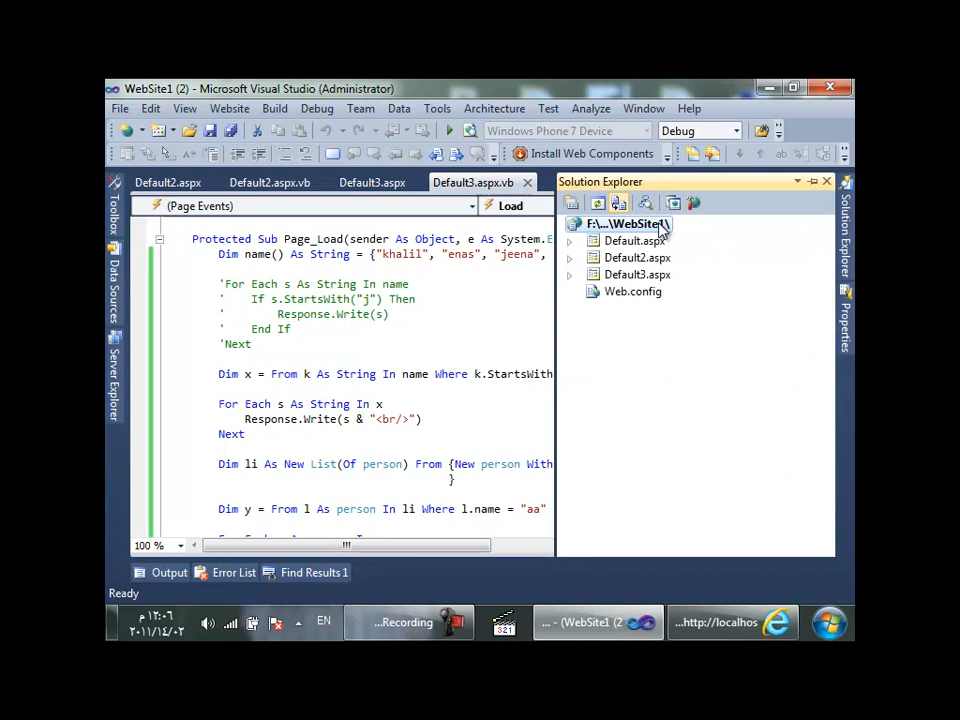 WebSite1 (2) - Microsoft Visual Studio (Administrator)
File Edit View Website Build Debug Team Data Tools Architecture Test Analyze Window Help
Windows Phone 7 Device Debug
Install Web Components
Default2.aspx Default2.aspx.vb Default3.aspx Default3.aspx.vb
(Page Events) Load
Protected Sub Page_Load(sender As Object, e As System.E
Dim name() As String = {"khalil", "enas", "jeena",
'For Each s As String In name
' If s.StartsWith("j") Then
' Response.Write(s)
' End If
'Next
Dim x = From k As String In name Where k.StartsWith
For Each s As String In x
Response.Write(s & "<br/>")
Next
Dim li As New List(Of person) From {New person With
}
Dim y = From l As person In li Where l.name = "aa"
100 %
Solution Explorer
F:\...\WebSite1\
Default.aspx
Default2.aspx
Default3.aspx
Web.config
Toolbox
Data Sources
Server Explorer
Solution Explorer
Properties
Output Error List Find Results 1
Ready
١٢:٠٦ م
٢٠١١/١٤/٠٢
EN
...Recording
321
... - (WebSite1 (2
...http://localhos